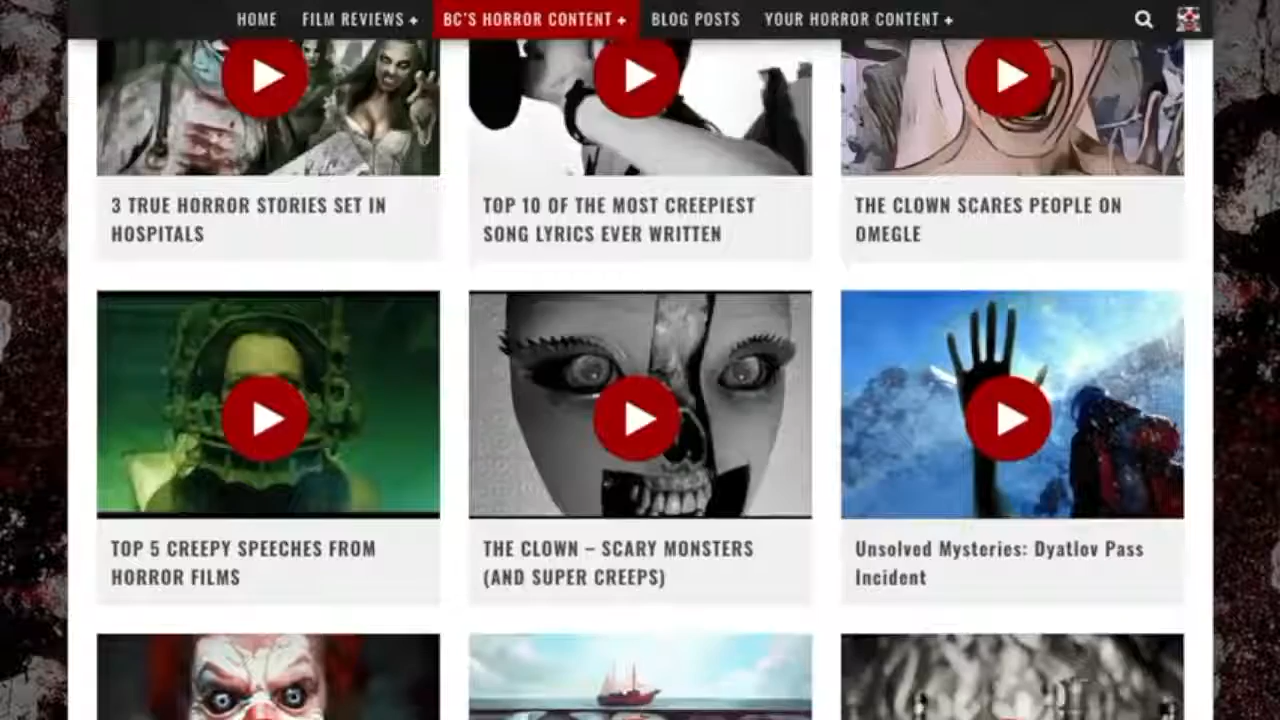 HOME FILM REVIEWS + BC'S HORROR CONTENT + BLOG POSTS YOUR HORROR CONTENT +
3 TRUE HORROR STORIES SET IN
HOSPITALS
TOP 10 OF THE MOST CREEPIEST
SONG LYRICS EVER WRITTEN
THE CLOWN SCARES PEOPLE ON
OMEGLE
TOP 5 CREEPY SPEECHES FROM
HORROR FILMS
THE CLOWN – SCARY MONSTERS
(AND SUPER CREEPS)
Unsolved Mysteries: Dyatlov Pass
Incident